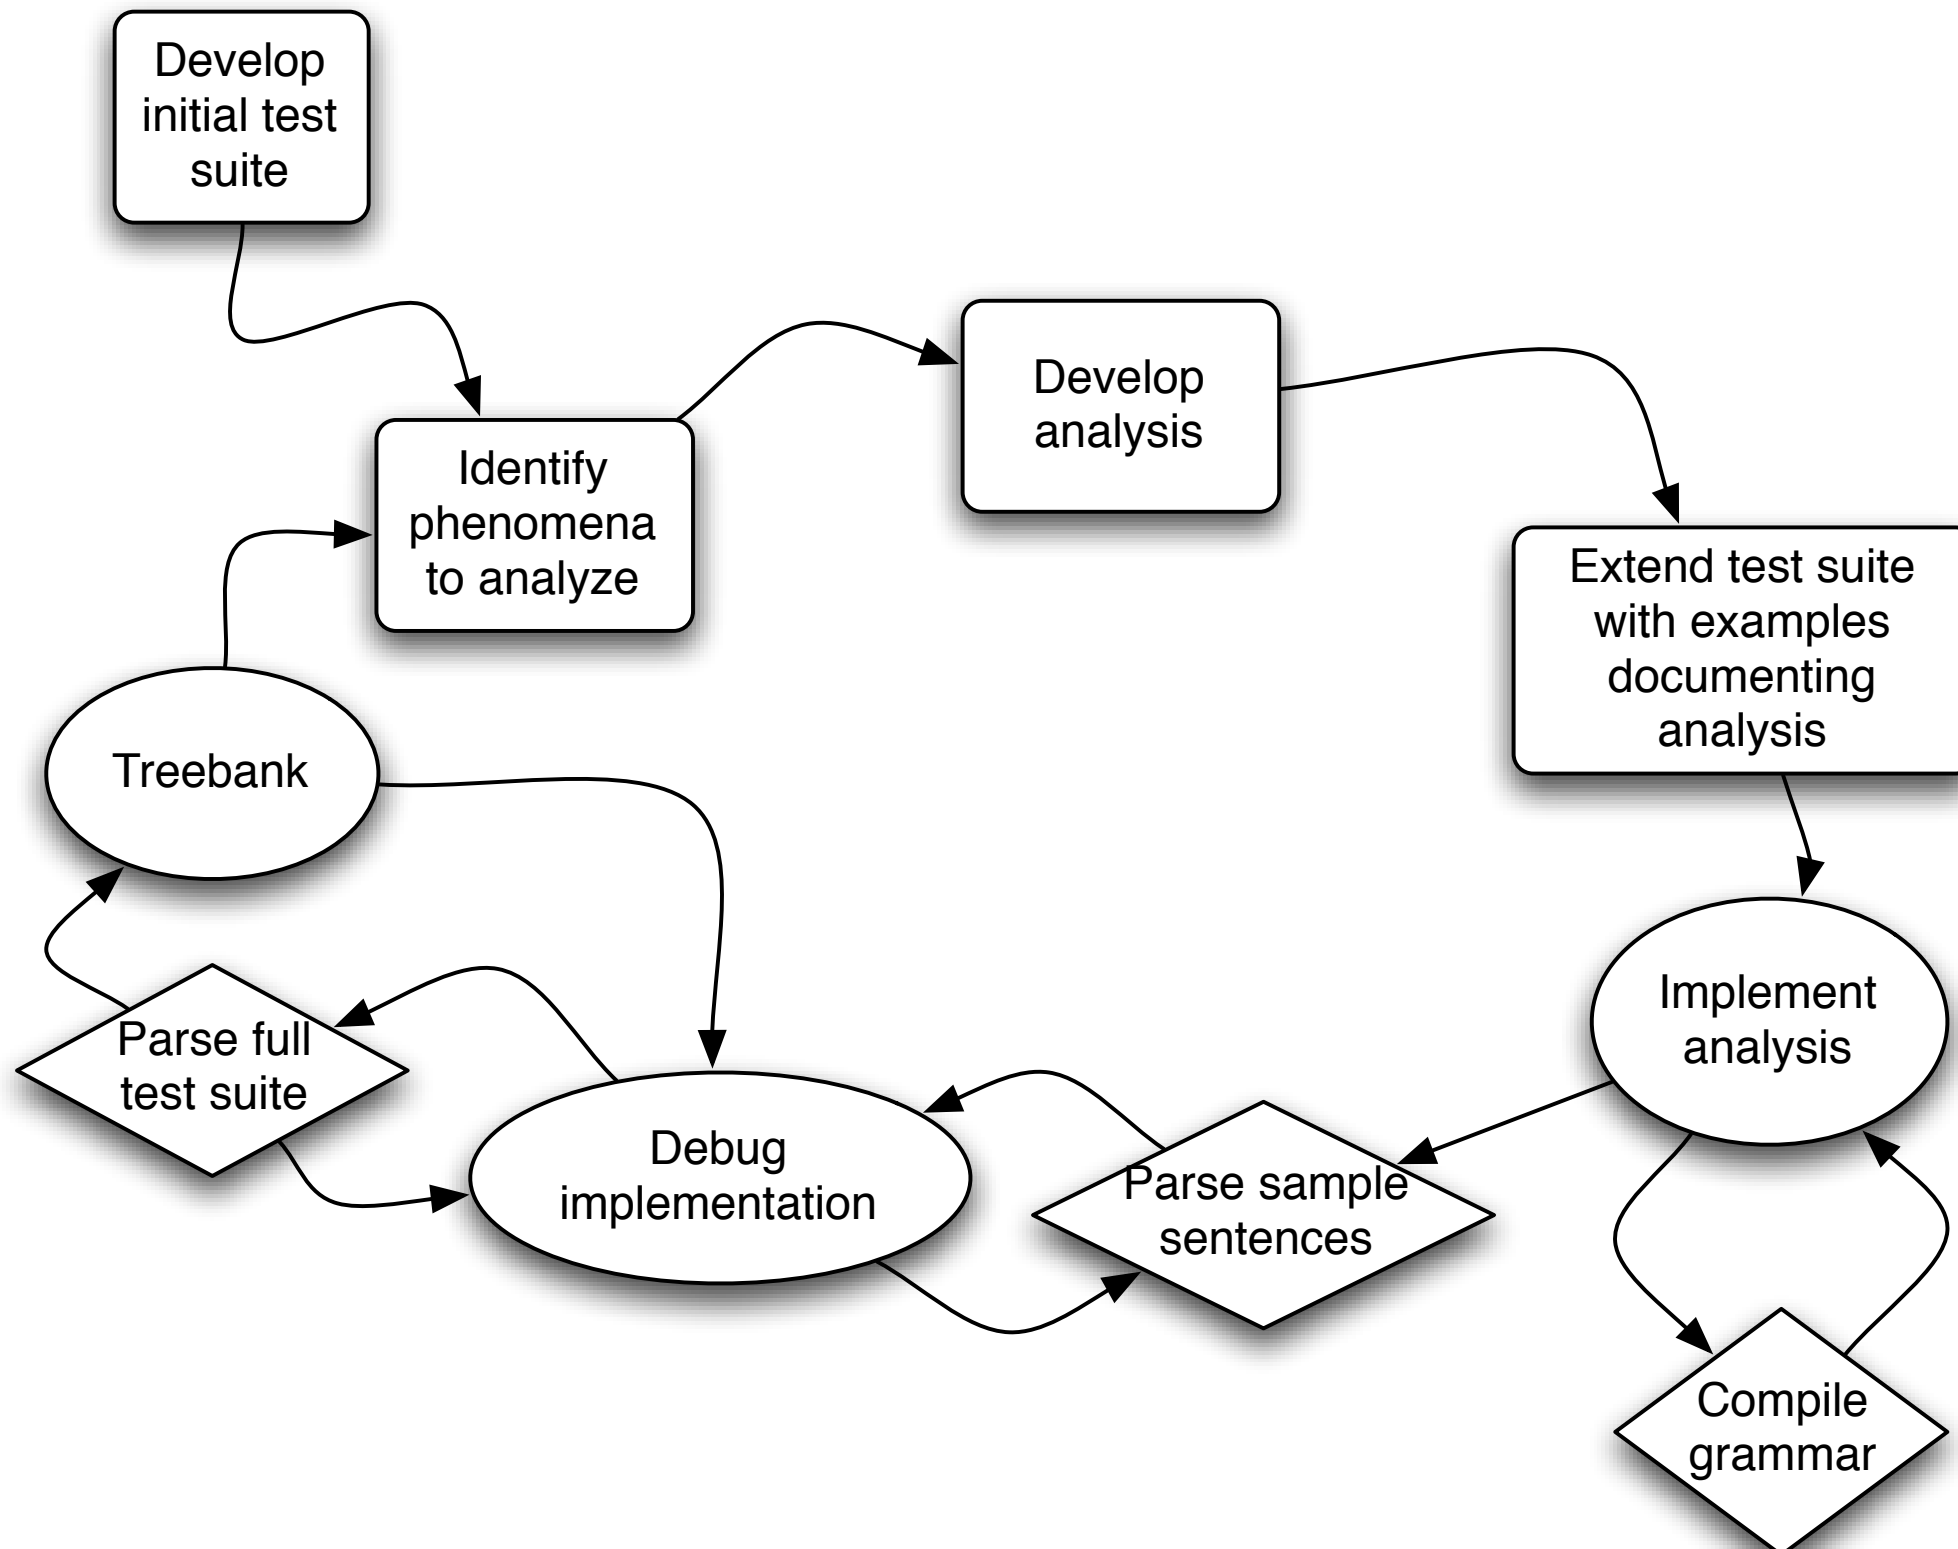 Develop
initial test
suite
Identify
phenomena
to analyze
Develop
analysis
Extend test suite
with examples
documenting
analysis
Treebank
Implement
analysis
Parse full
test suite
Debug
implementation
Parse sample
sentences
Compile
grammar